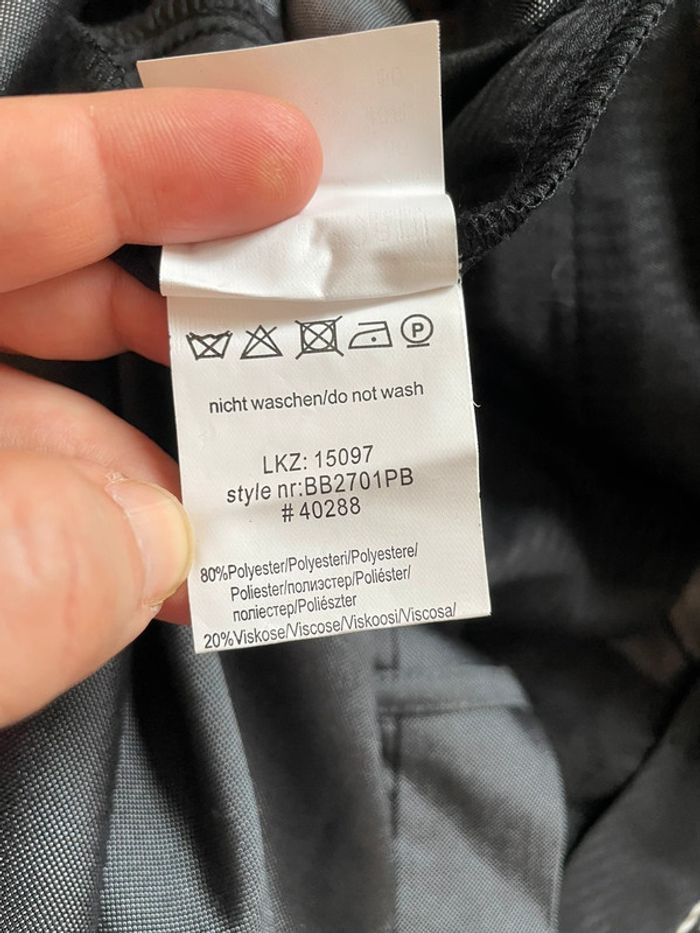 P
nicht waschen/do not wash
LKZ: 15097
style nr:BB2701PB
# 40288
80%Polyester/Polyesteri/Polyestere/
Poliester/полиэстер/Poliéster/
поліестер/Poliészter
20%Viskose/Viscose/Viskoosi/Viscosa/